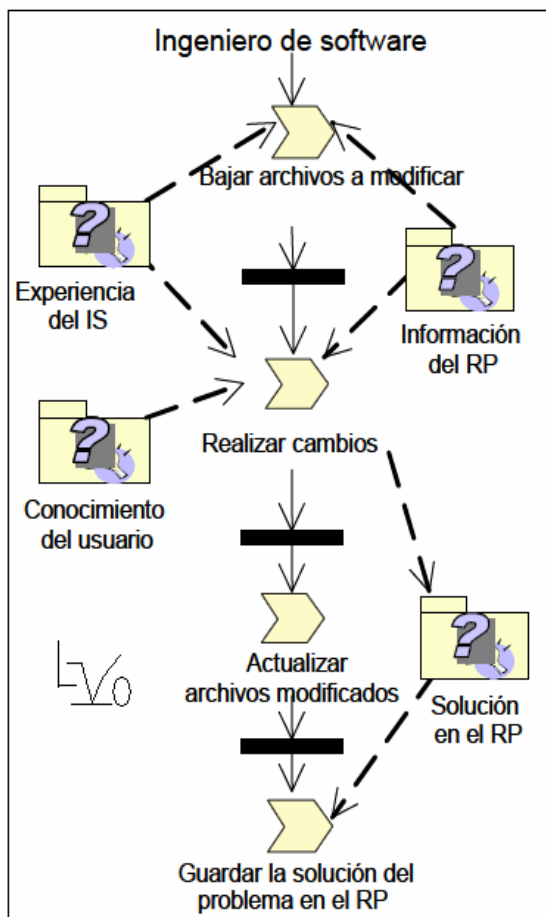 Ingeniero de software
Bajar archivos a modificar
Experiencia
del IS
Información
del RP
Realizar cambios
Conocimiento
del usuario
Actualizar
archivos modificados
Solución
en el RP
Guardar la solución del
problema en el RP